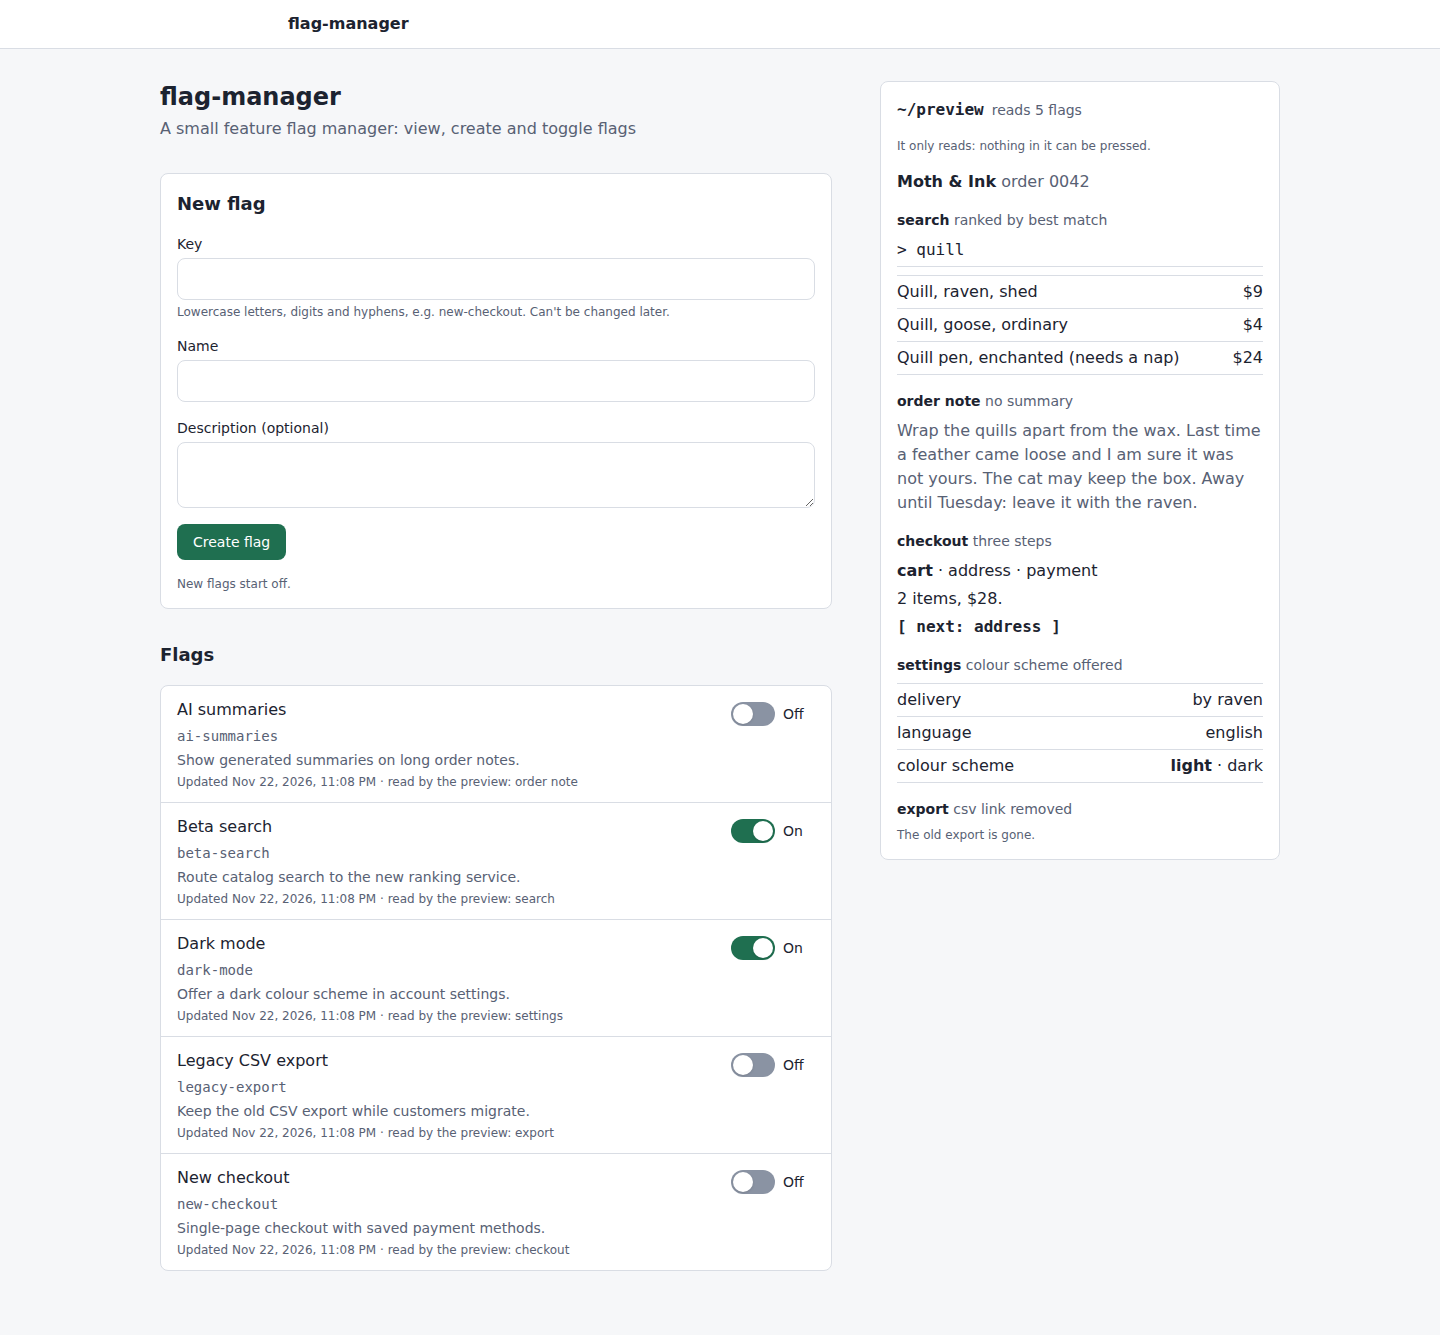 flag-manager
flag-manager
A small feature flag manager: view, create and toggle flags
New flag
Key
Lowercase letters, digits and hyphens, e.g. new-checkout. Can't be changed later.
Name
Description (optional)
Create flag
New flags start off.
Flags
AI summaries
Off
ai-summaries
Show generated summaries on long order notes.
Updated Nov 22, 2026, 11:08 PM · read by the preview: order note
Beta search
On
beta-search
Route catalog search to the new ranking service.
Updated Nov 22, 2026, 11:08 PM · read by the preview: search
Dark mode
On
dark-mode
Offer a dark colour scheme in account settings.
Updated Nov 22, 2026, 11:08 PM · read by the preview: settings
Legacy CSV export
Off
legacy-export
Keep the old CSV export while customers migrate.
Updated Nov 22, 2026, 11:08 PM · read by the preview: export
New checkout
Off
new-checkout
Single-page checkout with saved payment methods.
Updated Nov 22, 2026, 11:08 PM · read by the preview: checkout
~/preview reads 5 flags
It only reads: nothing in it can be pressed.
Moth & Ink order 0042
search ranked by best match
> quill
Quill, raven, shed $9
Quill, goose, ordinary $4
Quill pen, enchanted (needs a nap) $24
order note no summary
Wrap the quills apart from the wax. Last time
a feather came loose and I am sure it was
not yours. The cat may keep the box. Away
until Tuesday: leave it with the raven.
checkout three steps
cart · address · payment
2 items, $28.
[ next: address ]
settings colour scheme offered
delivery by raven
language english
colour scheme light · dark
export csv link removed
The old export is gone.